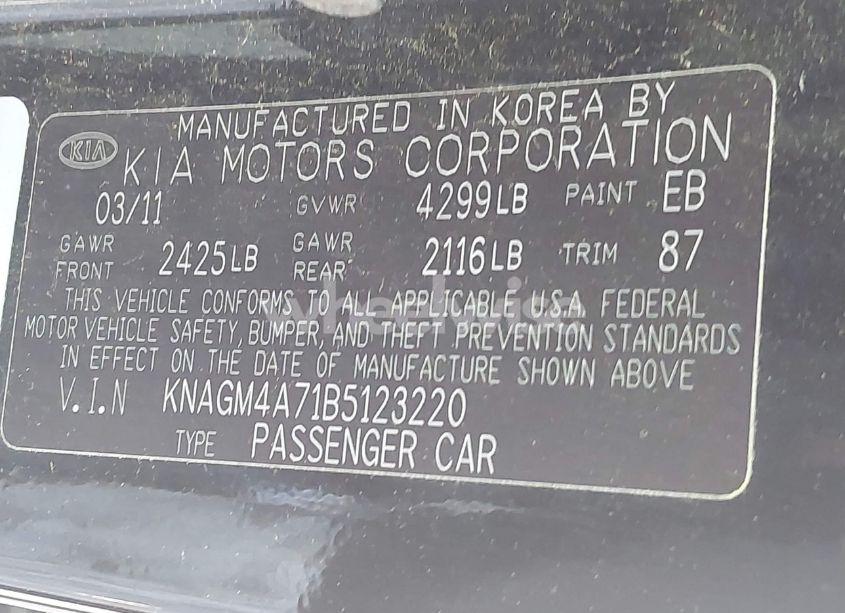 MANUFACTURED IN KOREA BY
KIA KIA MOTORS CORPORATION
03/11 GVWR 4299LB PAINT EB
GAWR FRONT 2425LB GAWR REAR 2116LB TRIM 87
THIS VEHICLE CONFORMS TO ALL APPLICABLE U.S.A. FEDERAL
MOTOR VEHICLE SAFETY, BUMPER, AND THEFT PREVENTION STANDARDS
IN EFFECT ON THE DATE OF MANUFACTURE SHOWN ABOVE
V.I.N KNAGM4A71B5123220
TYPE PASSENGER CAR